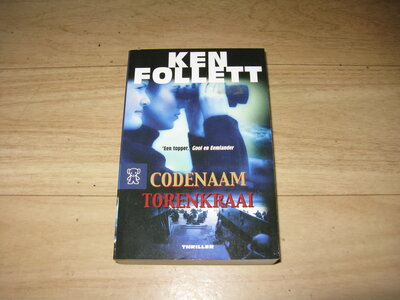 KEN
FOLLETT
'Een topper.' Gooi en Eemlander
CODENAAM
TORENKRAAI
THRILLER